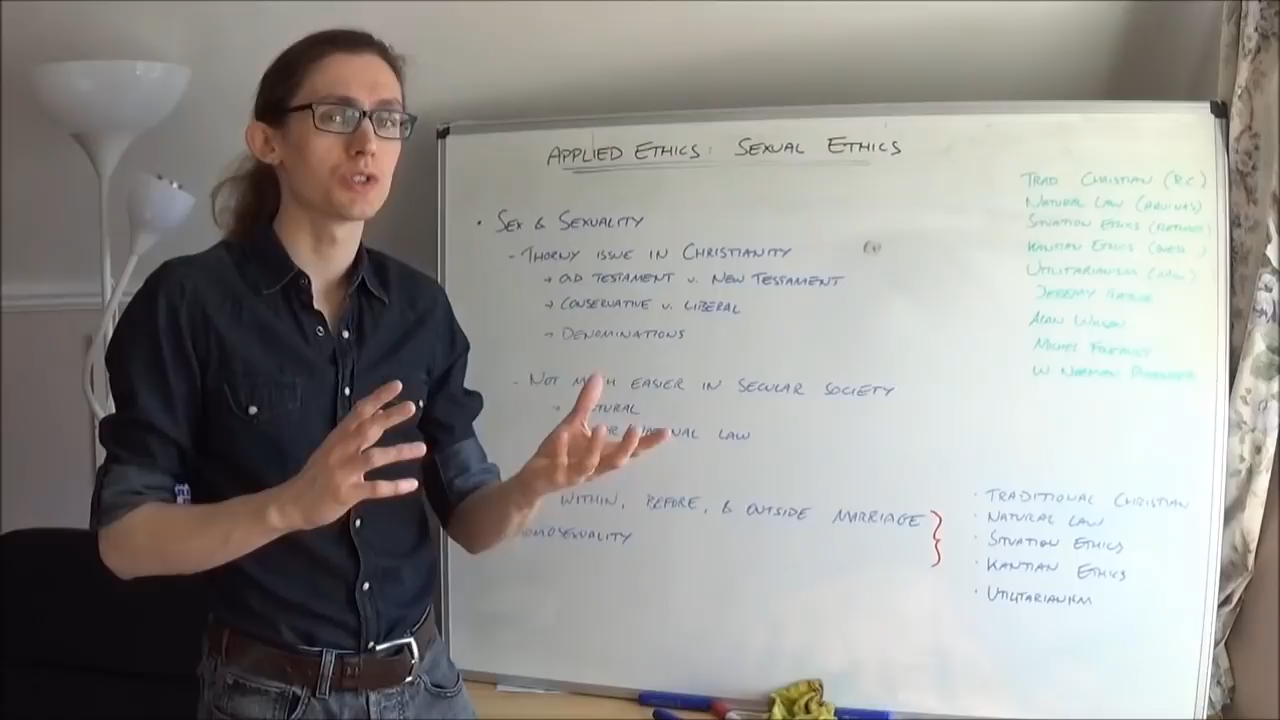 APPLIED ETHICS: SEXUAL ETHICS
• SEX & SEXUALITY
- THORNY ISSUE IN CHRISTIANITY
→ OLD TESTAMENT V. NEW TESTAMENT
→ CONSERVATIVE V. LIBERAL
→ DENOMINATIONS
- NOT EASIER IN SECULAR SOCIETY
LAW
WITHIN, BEFORE, & OUTSIDE MARRIAGE
TRAD CHRISTIAN (RC)
NATURAL LAW (AQUINAS)
SITUATION ETHICS (FLETCHER)
KANTIAN ETHICS
UTILITARIANISM
JEREMY
ALAN WILSON
MICHEL FOUCAULT
W NORMAN
· TRADITIONAL CHRISTIAN
· NATURAL LAW
· SITUATION ETHICS
· KANTIAN ETHICS
· UTILITARIANISM